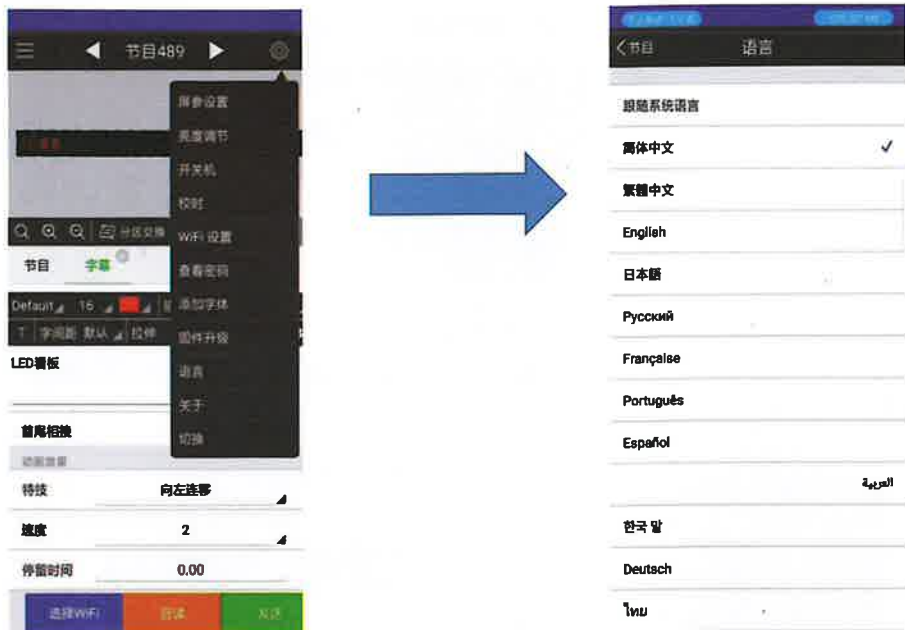 节目489
屏参设置
亮度调节
开关机
校时
WiFi 设置
查看密码
添加字体
固件升级
语言
关于
切换
分区交换
节目 字幕
Default 16
T 字间距 默认 拉伸
LED看板
首尾相接
特技 向左连移
速度 2
停留时间 0.00
选择WiFi 回读 发送
节目 语言
跟随系统语言
简体中文
繁體中文
English
日本語
Русский
Française
Português
Español
العربية
한국말
Deutsch
ไทย